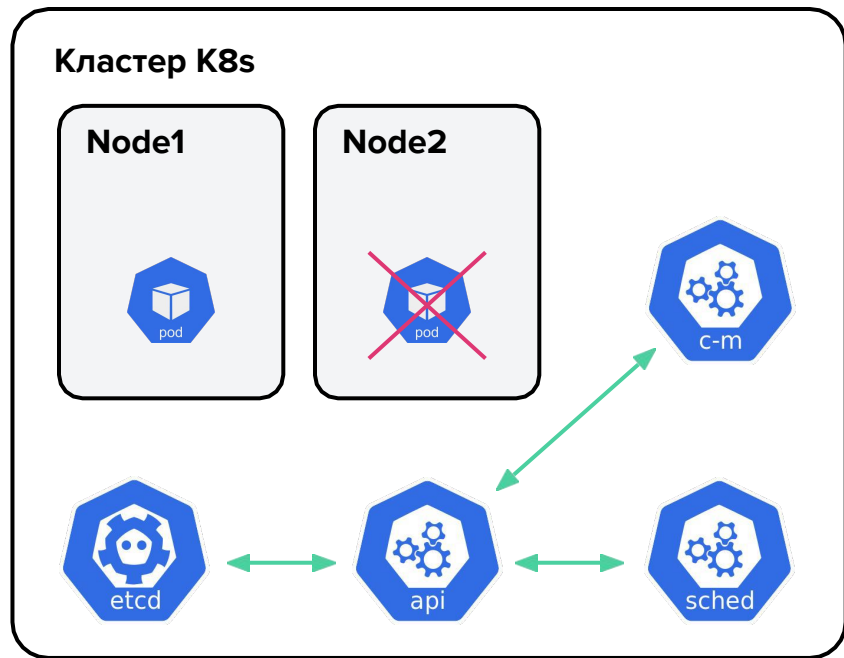 Кластер K8s
Node1
Node2
pod
pod
c-m
etcd
api
sched